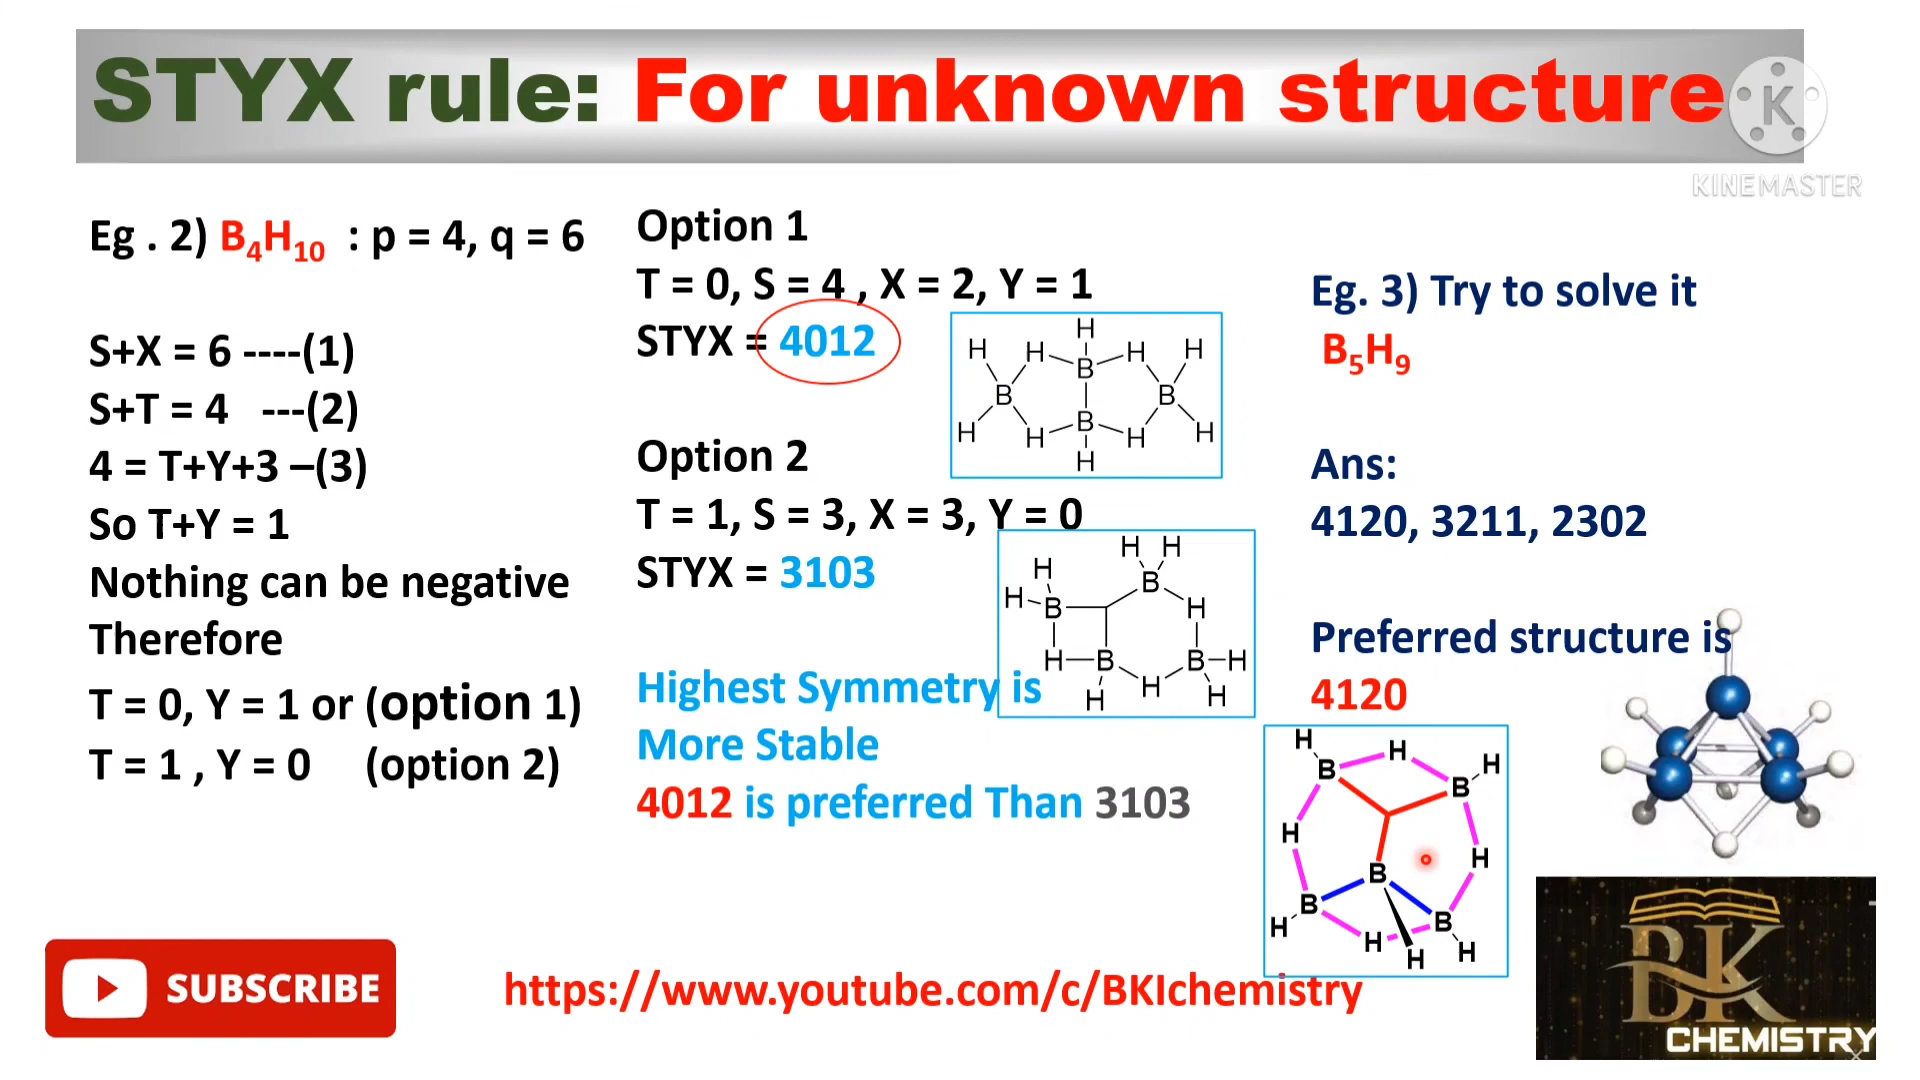 STYX rule: For unknown structure
K
KINEMASTER
Eg . 2) B₄H₁₀ : p = 4, q = 6
S+X = 6 ----(1)
S+T = 4 ---(2)
4 = T+Y+3 –(3)
So T+Y = 1
Nothing can be negative
Therefore
T = 0, Y = 1 or (option 1)
T = 1 , Y = 0 (option 2)
Option 1
T = 0, S = 4 , X = 2, Y = 1
STYX = 4012
H
H H H H
B
B B
B
H H H H
H
Option 2
T = 1, S = 3, X = 3, Y = 0
STYX = 3103
H H
H B
H B H
H B B H
H H H
Highest Symmetry is
More Stable
4012 is preferred Than 3103
Eg. 3) Try to solve it
B₅H₉
Ans:
4120, 3211, 2302
Preferred structure is
4120
H H H
B B
H H
B
B B
H H H
H
SUBSCRIBE
https://www.youtube.com/c/BKIchemistry
BK
CHEMISTRY